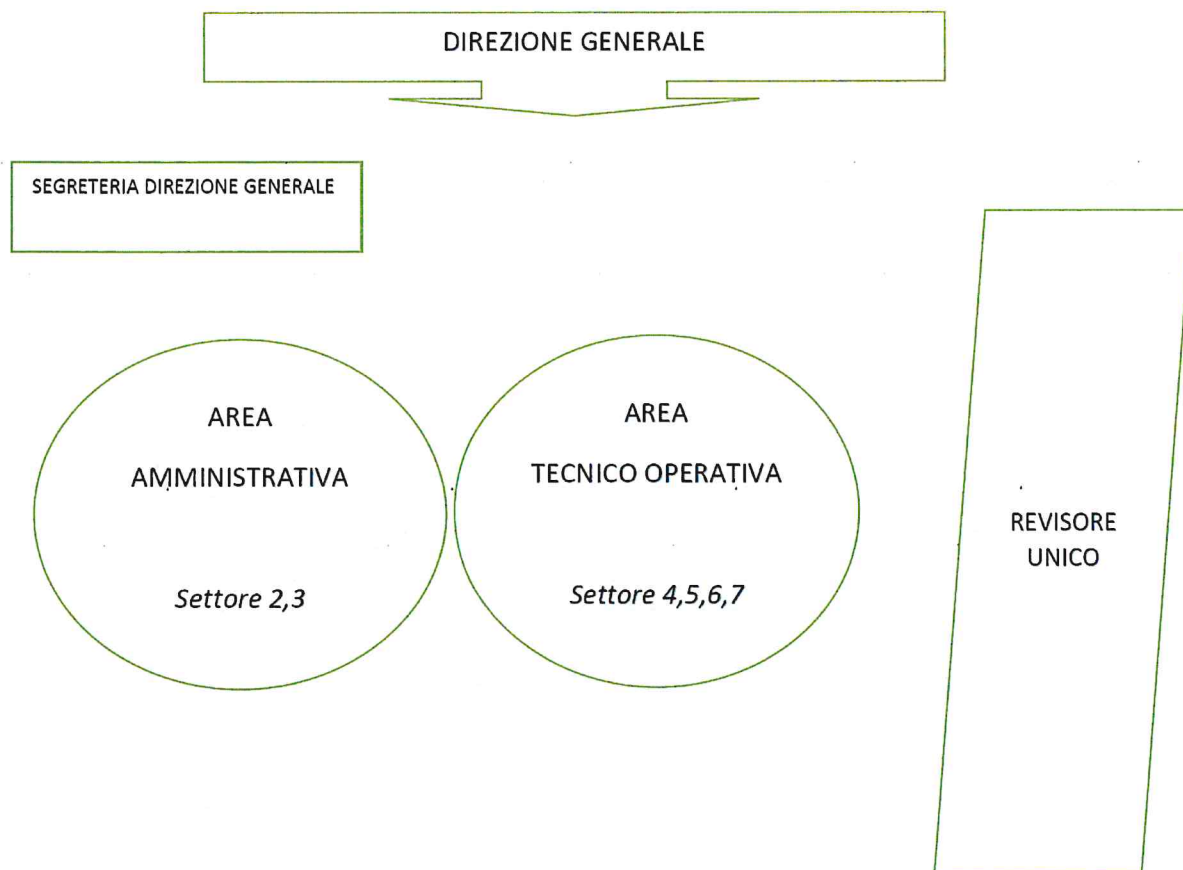 DIREZIONE GENERALE
SEGRETERIA DIREZIONE GENERALE
AREA
AMMINISTRATIVA
Settore 2,3
AREA
TECNICO OPERATIVA
Settore 4,5,6,7
REVISORE
UNICO